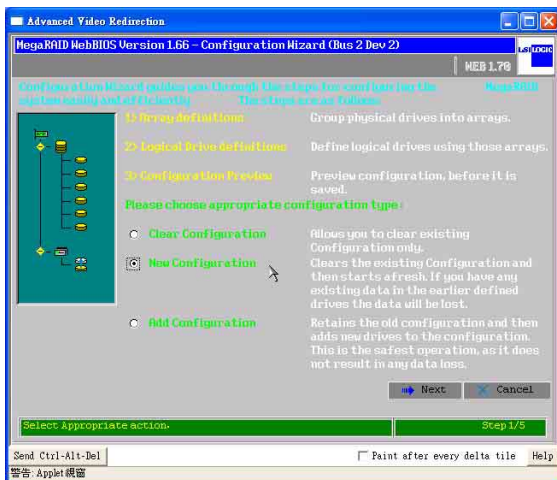 Advanced Video Redirection
MegaRAID WebBIOS Version 1.66 – Configuration Wizard (Bus 2 Dev 2)
LSI LOGIC
WEB 1.70
Configuration Wizard guides you through the steps for configuring the MegaRAID
system easily and efficiently. The steps are as follows.
1> Array definitions Group physical drives into arrays.
2> Logical Drive definitions Define logical drives using those arrays.
3> Configuration Preview Preview configuration, before it is
saved.
Please choose appropriate configuration type :
Clear Configuration Allows you to clear existing
Configuration only.
New Configuration Clears the existing Configuration and
then starts afresh. If you have any
existing data in the earlier defined
drives the data will be lost.
Add Configuration Retains the old configuration and then
adds new drives to the configuration.
This is the safest operation, as it does
not result in any data loss.
Next Cancel
Select Appropriate action. Step 1/5
Send Ctrl-Alt-Del Paint after every delta tile Help
警告: Applet 視窗